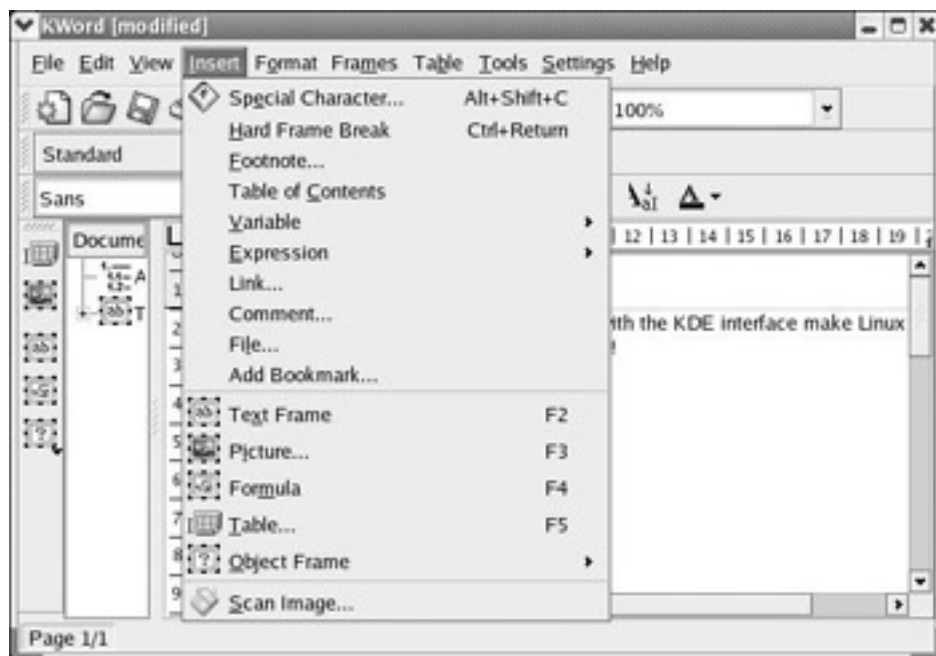 KWord [modified]
File Edit View Insert Format Frames Table Tools Settings Help
Special Character... Alt+Shift+C
100%
Hard Frame Break Ctrl+Return
Standard
Footnote...
Table of Contents
Sans
Variable
Docume
12 | 13 | 14 | 15 | 16 | 17 | 18 | 19
Expression
A
Link...
T
Comment...
ith the KDE interface make Linux
File...
Add Bookmark...
Text Frame F2
Picture... F3
Formula F4
Table... F5
Object Frame
Scan Image...
Page 1/1